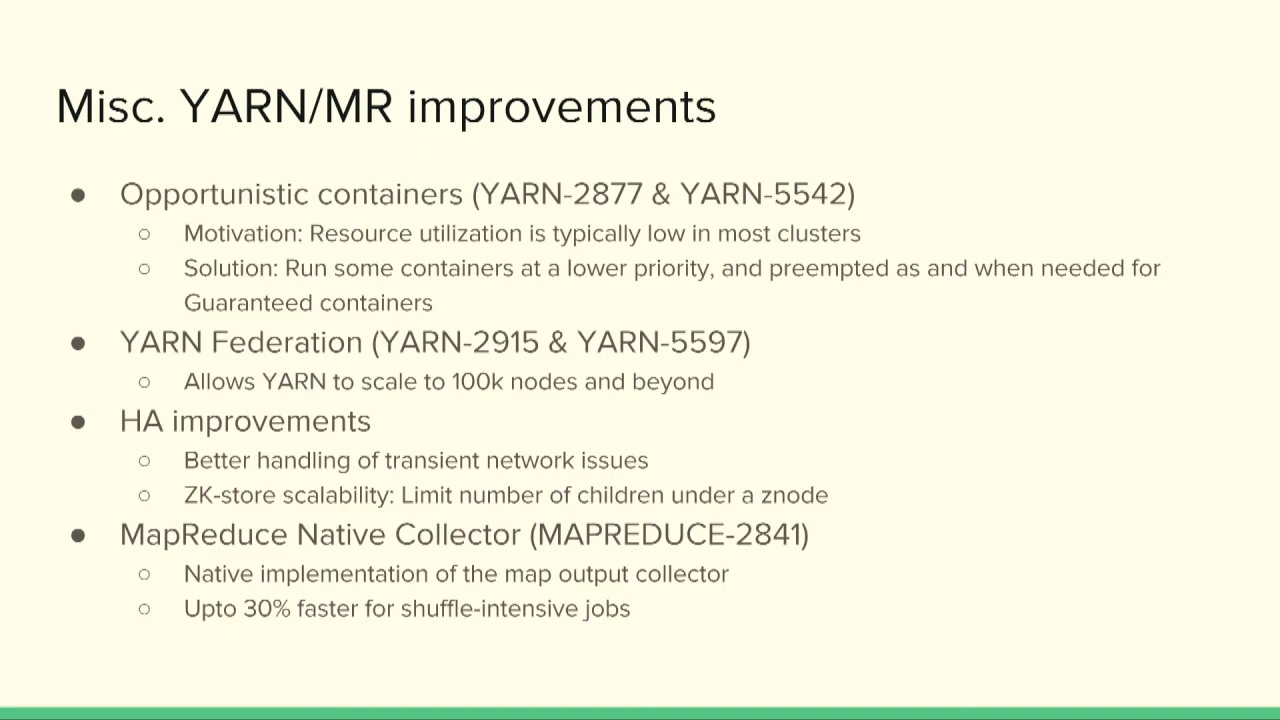 Misc. YARN/MR improvements
● Opportunistic containers (YARN-2877 & YARN-5542)
○ Motivation: Resource utilization is typically low in most clusters
○ Solution: Run some containers at a lower priority, and preempted as and when needed for
Guaranteed containers
● YARN Federation (YARN-2915 & YARN-5597)
○ Allows YARN to scale to 100k nodes and beyond
● HA improvements
○ Better handling of transient network issues
○ ZK-store scalability: Limit number of children under a znode
● MapReduce Native Collector (MAPREDUCE-2841)
○ Native implementation of the map output collector
○ Upto 30% faster for shuffle-intensive jobs